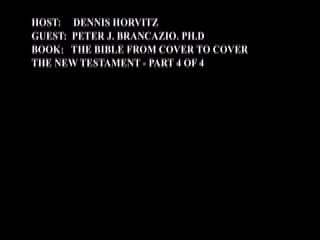 HOST: DENNIS HORVITZ
GUEST: PETER J. BRANCAZIO. PH.D
BOOK: THE BIBLE FROM COVER TO COVER
THE NEW TESTAMENT - PART 4 OF 4